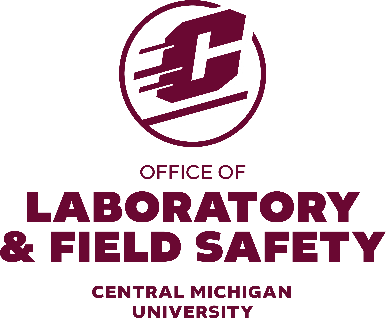 C
OFFICE OF
LABORATORY
& FIELD SAFETY
CENTRAL MICHIGAN
UNIVERSITY